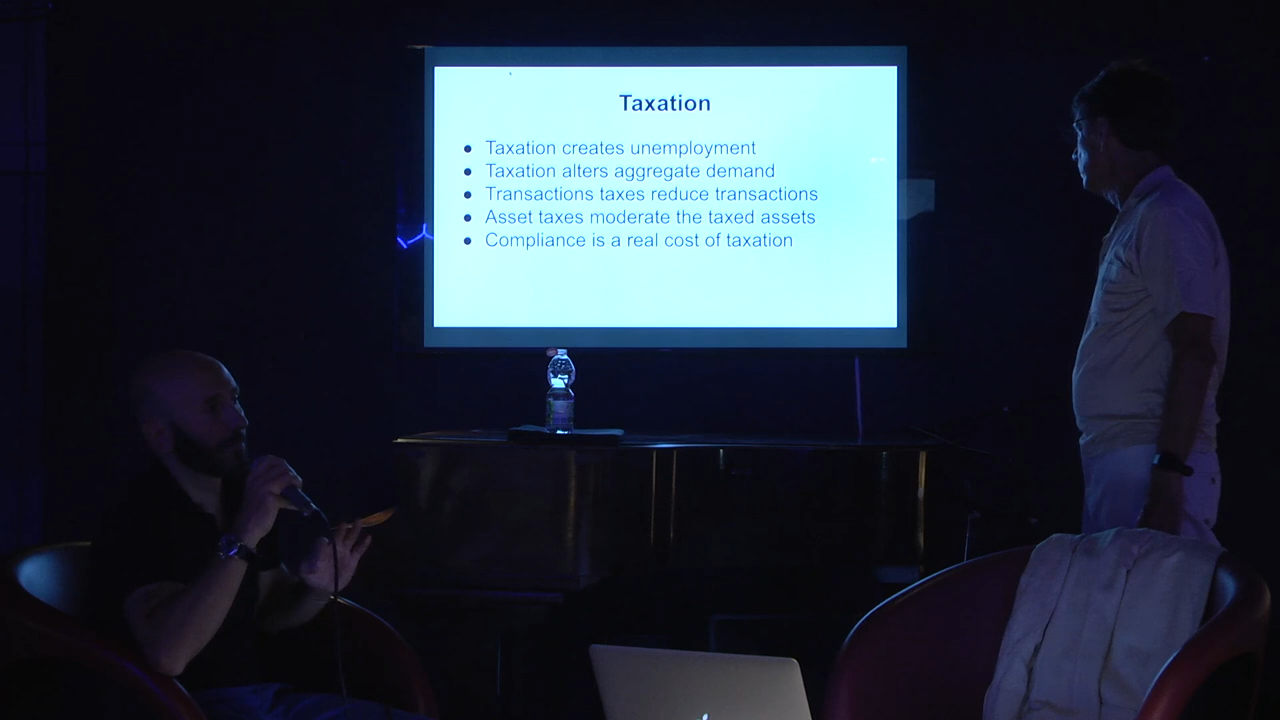 Taxation
● Taxation creates unemployment
● Taxation alters aggregate demand
● Transactions taxes reduce transactions
● Asset taxes moderate the taxed assets
● Compliance is a real cost of taxation